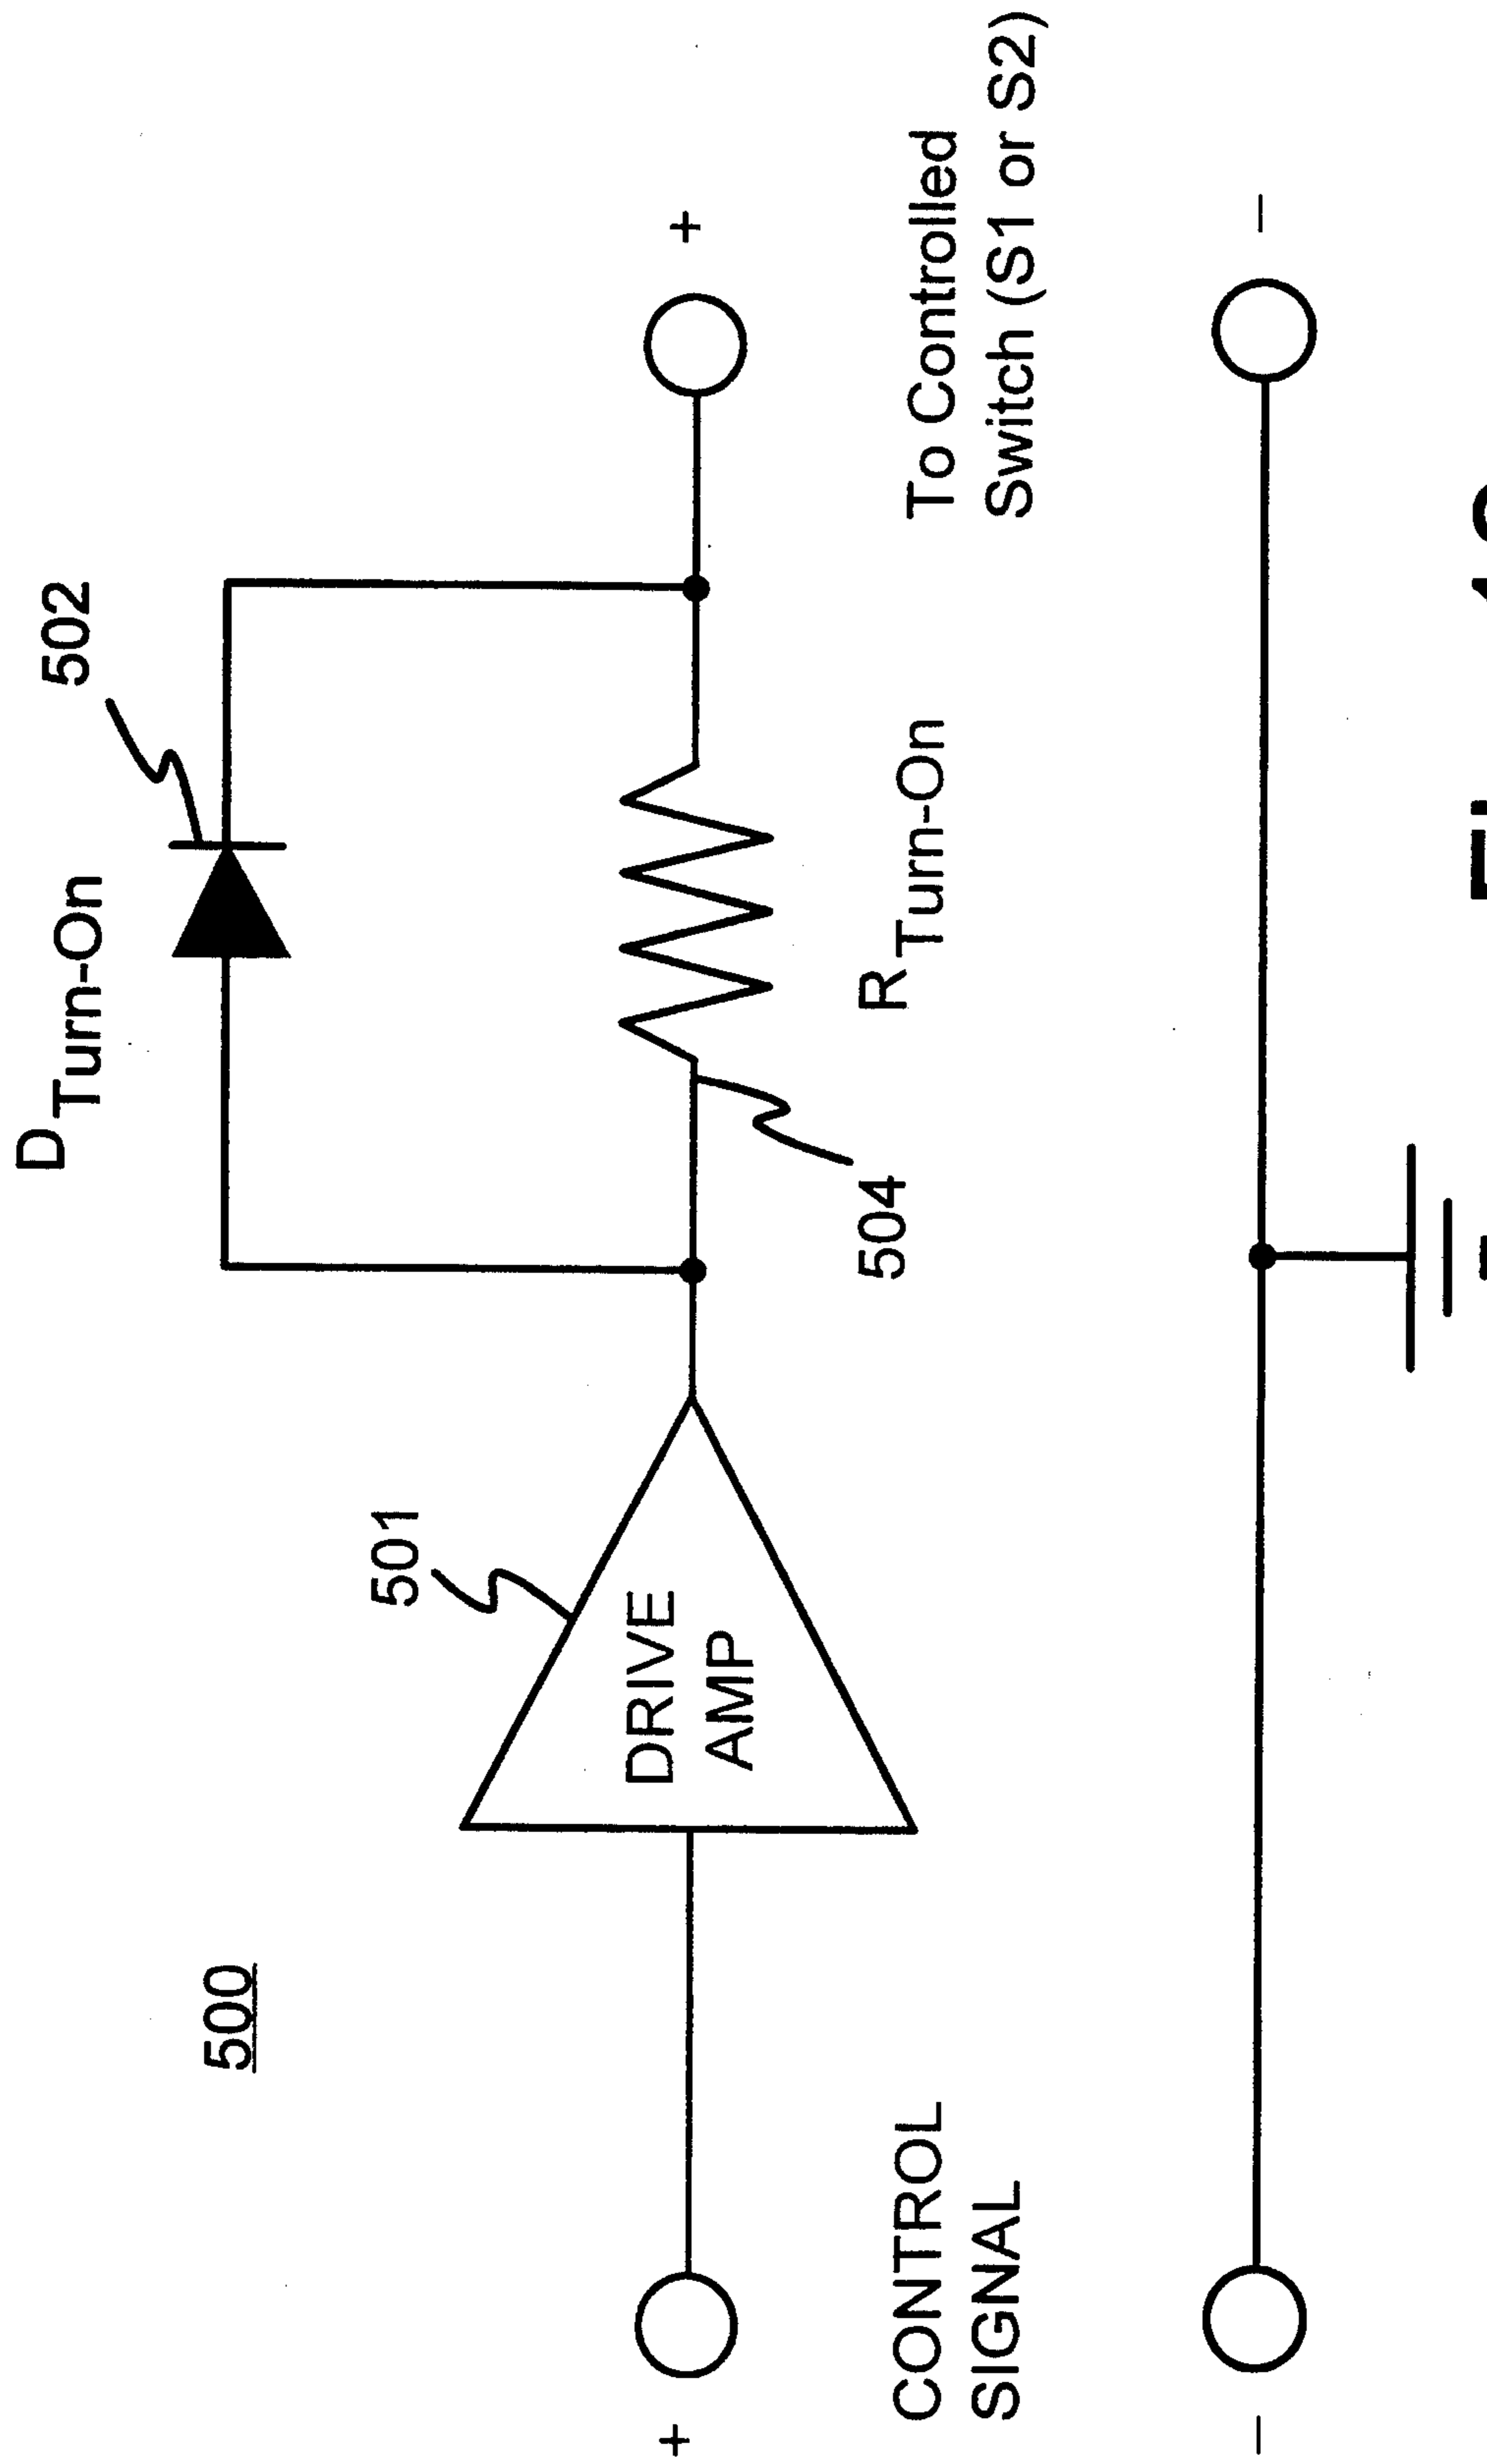 500
D Turn-On
502
501
DRIVE
AMP
504
R Turn-On
+
+
CONTROL
SIGNAL
To Controlled
Switch (S1 or S2)
−
−